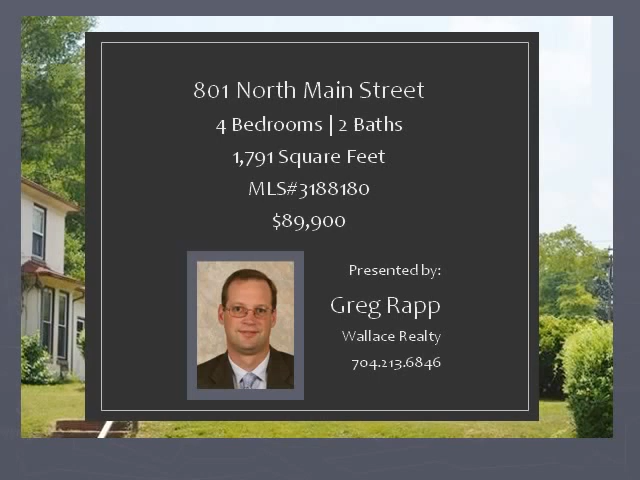 801 North Main Street
4 Bedrooms | 2 Baths
1,791 Square Feet
MLS#3188180
$89,900
Presented by:
Greg Rapp
Wallace Realty
704.213.6846